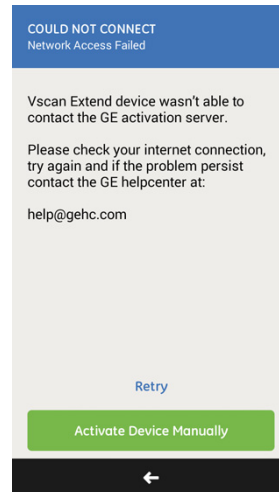 COULD NOT CONNECT
Network Access Failed
Vscan Extend device wasn't able to
contact the GE activation server.
Please check your internet connection,
try again and if the problem persist
contact the GE helpcenter at:
help@gehc.com
Retry
Activate Device Manually